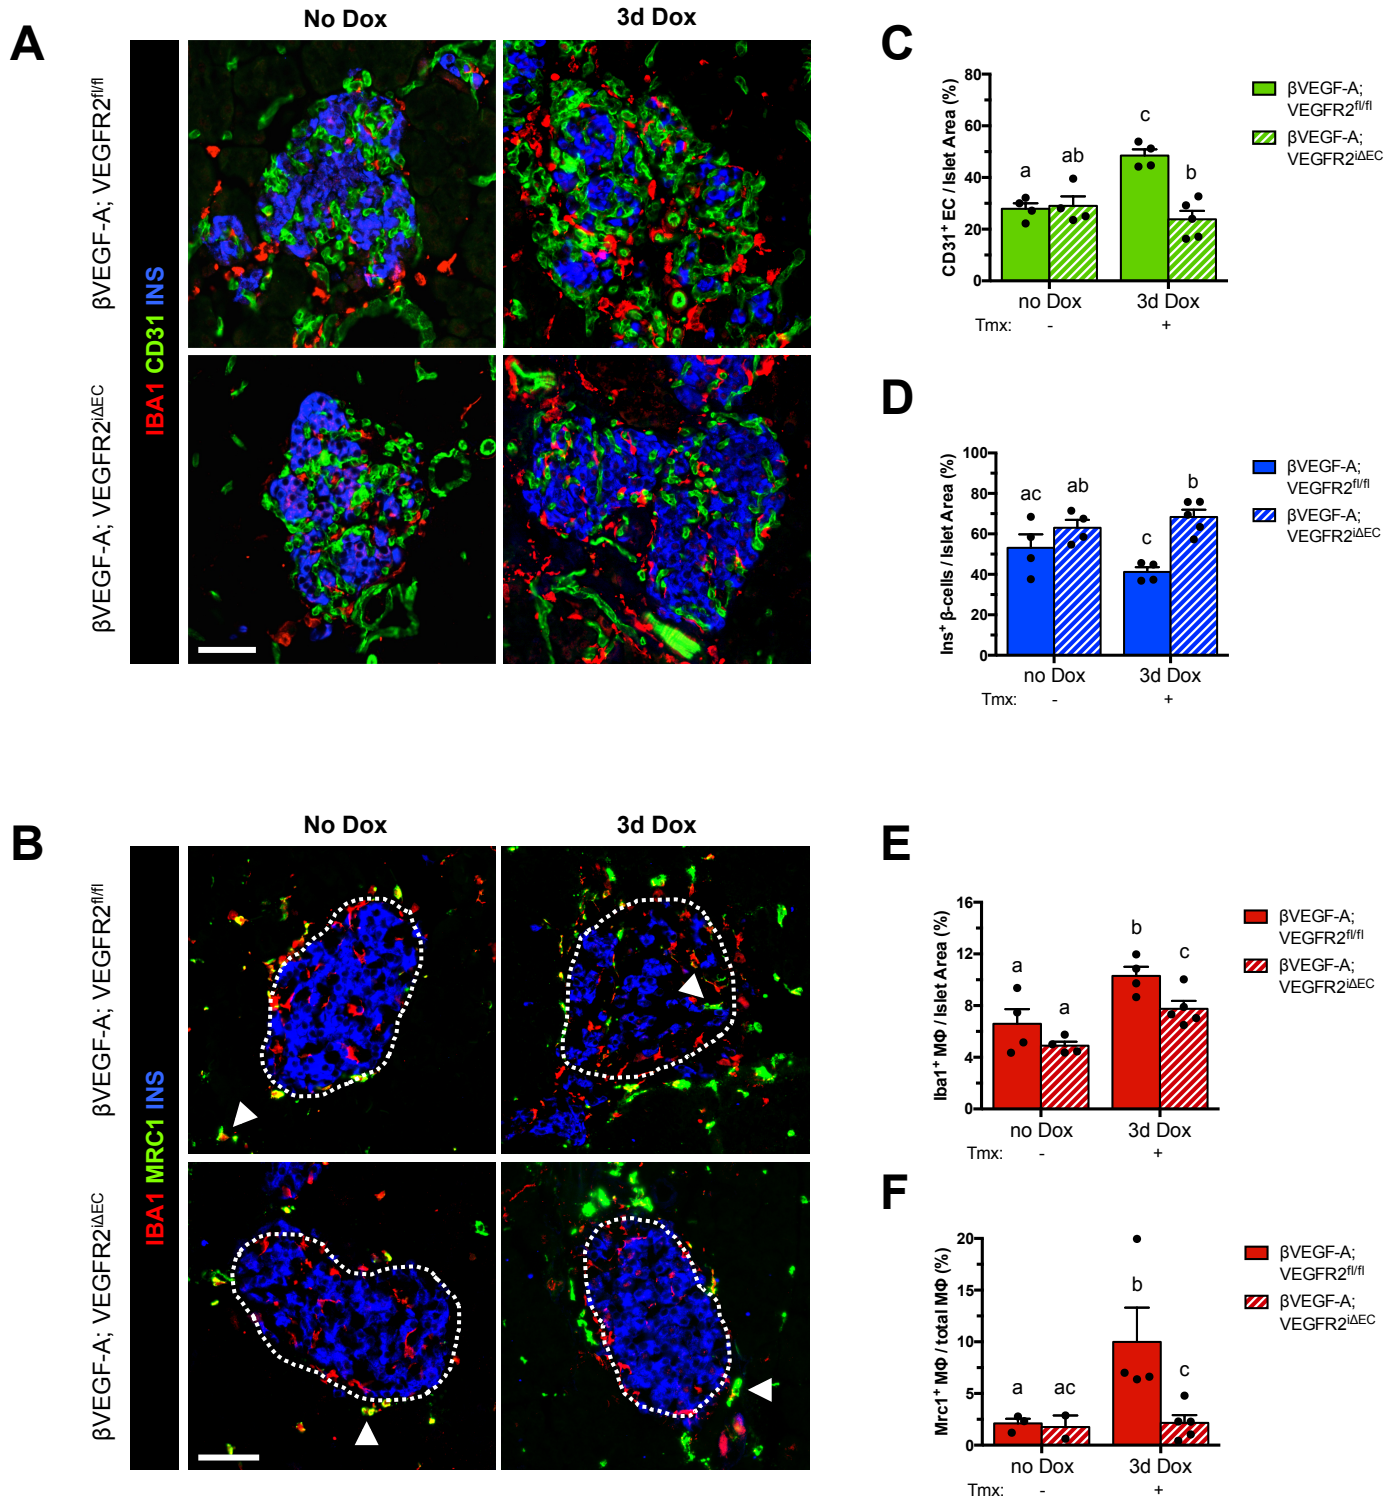 A
No Dox
3d Dox
βVEGF-A; VEGFR2fl/fl
βVEGF-A; VEGFR2iΔEC
IBA1 CD31 INS
C
CD31+ EC / Islet Area (%)
80
60
40
20
0
a
ab
c
b
no Dox
3d Dox
Tmx:
-
+
βVEGF-A;
VEGFR2fl/fl
βVEGF-A;
VEGFR2iΔEC
D
Ins+ β-cells / Islet Area (%)
100
80
60
40
20
0
ac
ab
c
b
no Dox
3d Dox
Tmx:
-
+
βVEGF-A;
VEGFR2fl/fl
βVEGF-A;
VEGFR2iΔEC
B
No Dox
3d Dox
βVEGF-A; VEGFR2fl/fl
βVEGF-A; VEGFR2iΔEC
IBA1 MRC1 INS
E
Iba1+ MΦ / Islet Area (%)
16
12
8
4
0
a
a
b
c
no Dox
3d Dox
Tmx:
-
+
βVEGF-A;
VEGFR2fl/fl
βVEGF-A;
VEGFR2iΔEC
F
Mrc1+ MΦ / total MΦ (%)
20
15
10
5
0
a
ac
b
c
no Dox
3d Dox
Tmx:
-
+
βVEGF-A;
VEGFR2fl/fl
βVEGF-A;
VEGFR2iΔEC